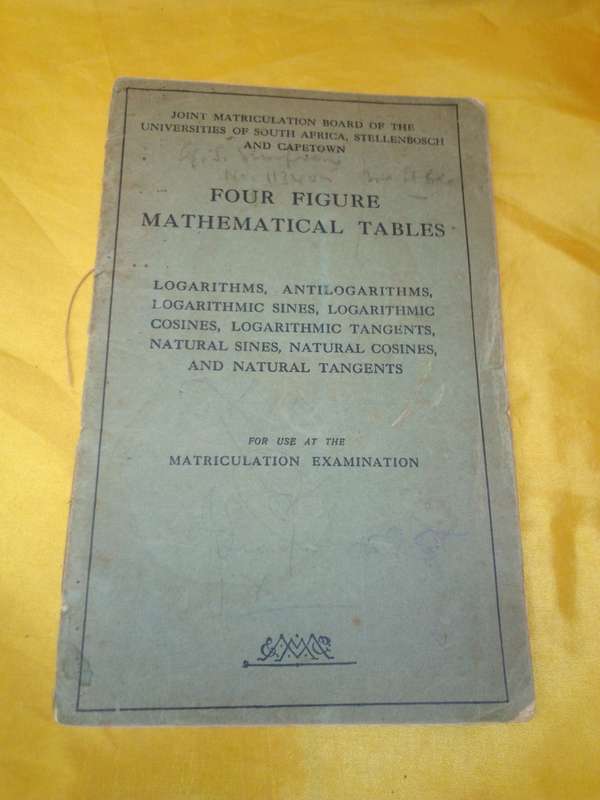 JOINT MATRICULATION BOARD OF THE
UNIVERSITIES OF SOUTH AFRICA, STELLENBOSCH
AND CAPETOWN
FOUR FIGURE
MATHEMATICAL TABLES
LOGARITHMS, ANTILOGARITHMS,
LOGARITHMIC SINES, LOGARITHMIC
COSINES, LOGARITHMIC TANGENTS,
NATURAL SINES, NATURAL COSINES,
AND NATURAL TANGENTS
FOR USE AT THE
MATRICULATION EXAMINATION